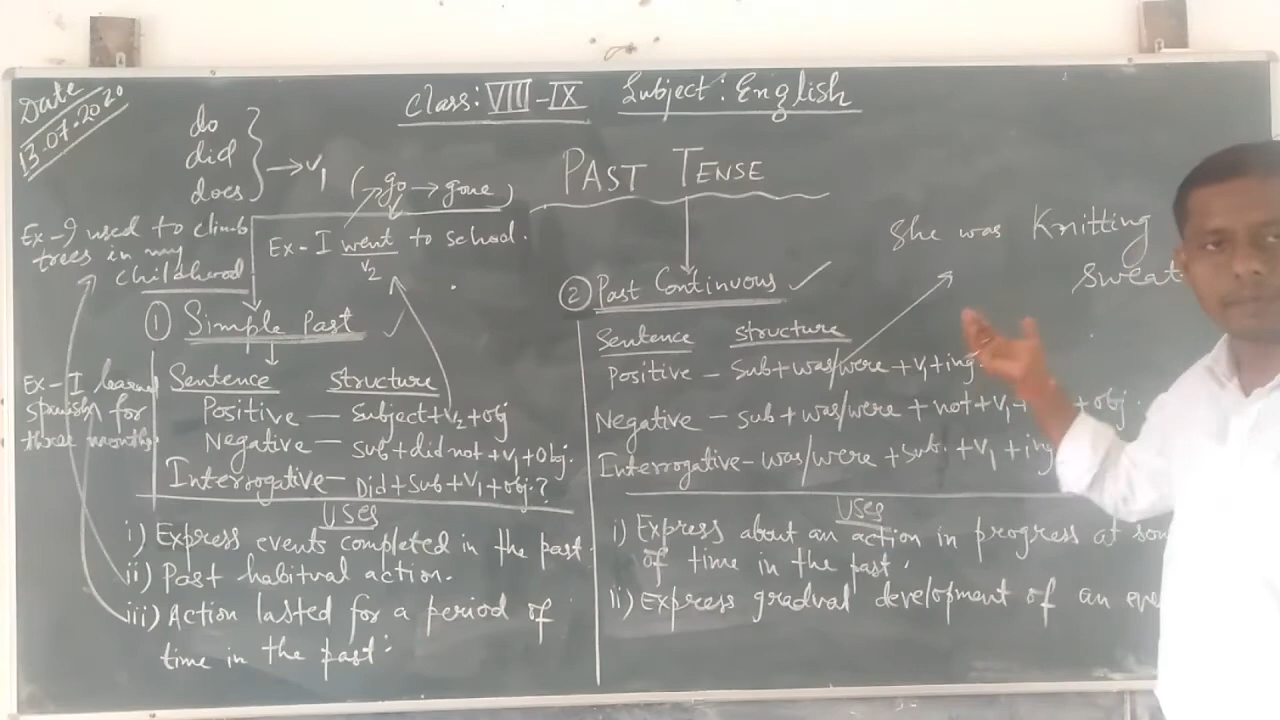 Date
13.07.2020
Class: VIII - IX Subject: English
do
did
does
→ V1
( go → gone )
PAST TENSE
Ex - I used to climb
trees in my
childhood
Ex - I went to school.
V2
She was Knitting
① Simple Past
Sentence Structure
Positive — Subject + V2 + obj
Negative — sub + did not + V1 + obj.
Interrogative — Did + Sub + V1 + obj. ?
Ex - I
for
three months
USES
i) Express events completed in the past.
ii) Past habitual action.
iii) Action lasted for a period of
time in the past.
② Past Continuous
Sentence Structure
Positive - Sub + was/were + V1 + ing
Negative - sub + was/were + not + V1 + + obj.
Interrogative - was/were + Sub. + V1 + ing
USES
i) Express about an action in progress at
of time in the past.
ii) Express gradual development of an